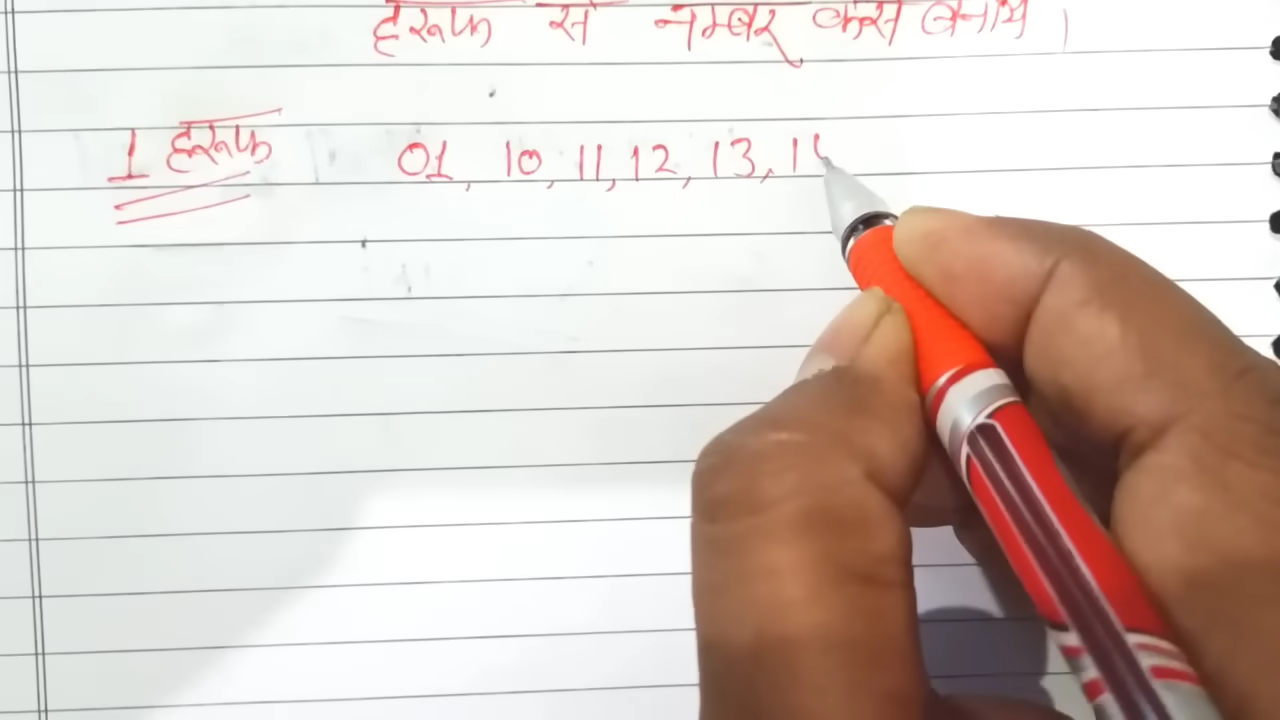 हरूफ से नम्बर कैसे बनाये ।
1 हरूफ 01, 10, 11, 12, 13, 1